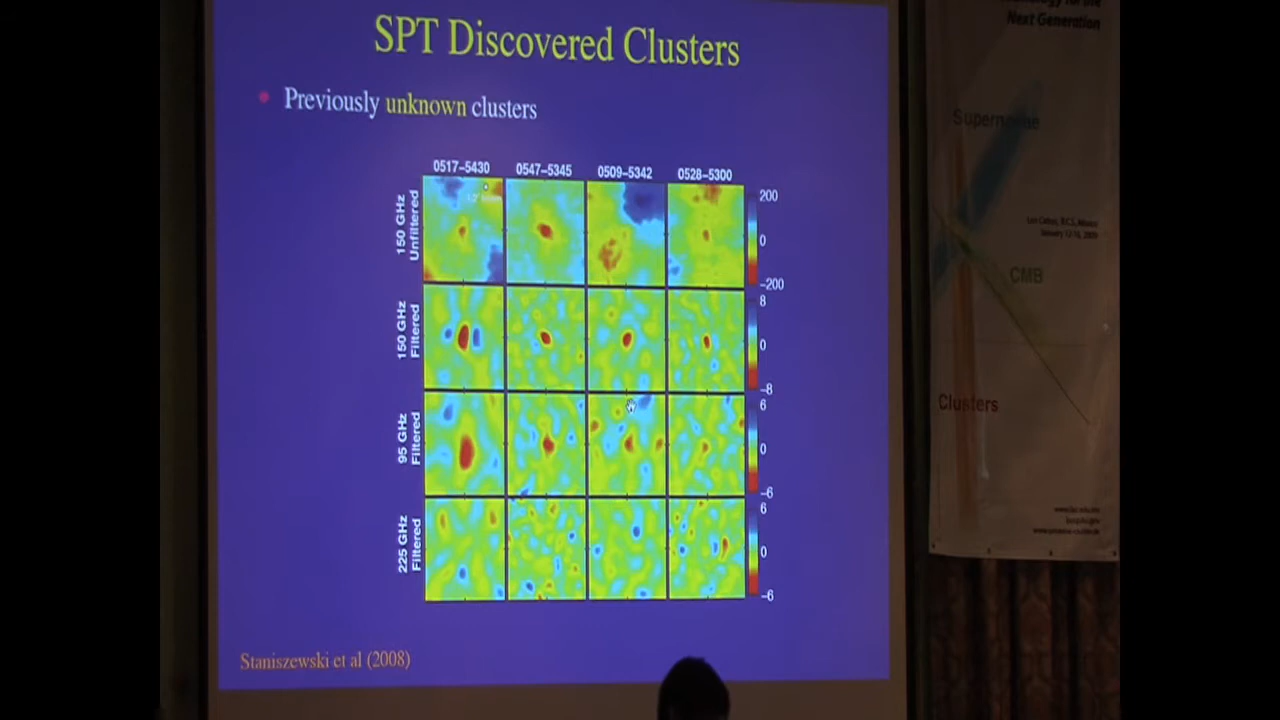 SPT Discovered Clusters
• Previously unknown clusters
0517–5430 0547–5345 0509–5342 0528–5300
150 GHz
Unfiltered
200
0
–200
150 GHz
Filtered
8
0
–8
95 GHz
Filtered
6
0
–6
225 GHz
Filtered
6
0
–6
Staniszewski et al (2008)
for the
Next Generation
Supernovae
CMB
Clusters